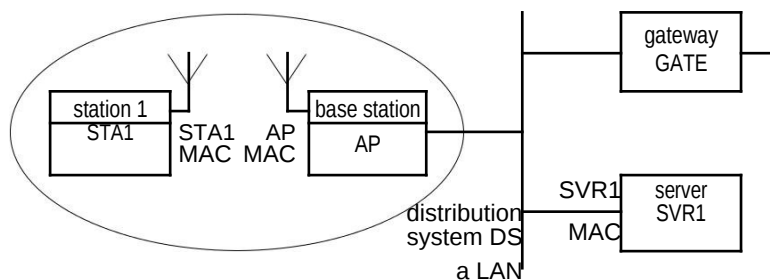 gateway
GATE
station 1
STA1
STA1
MAC
AP
MAC
base station
AP
distribution
system DS
a LAN
SVR1
MAC
server
SVR1